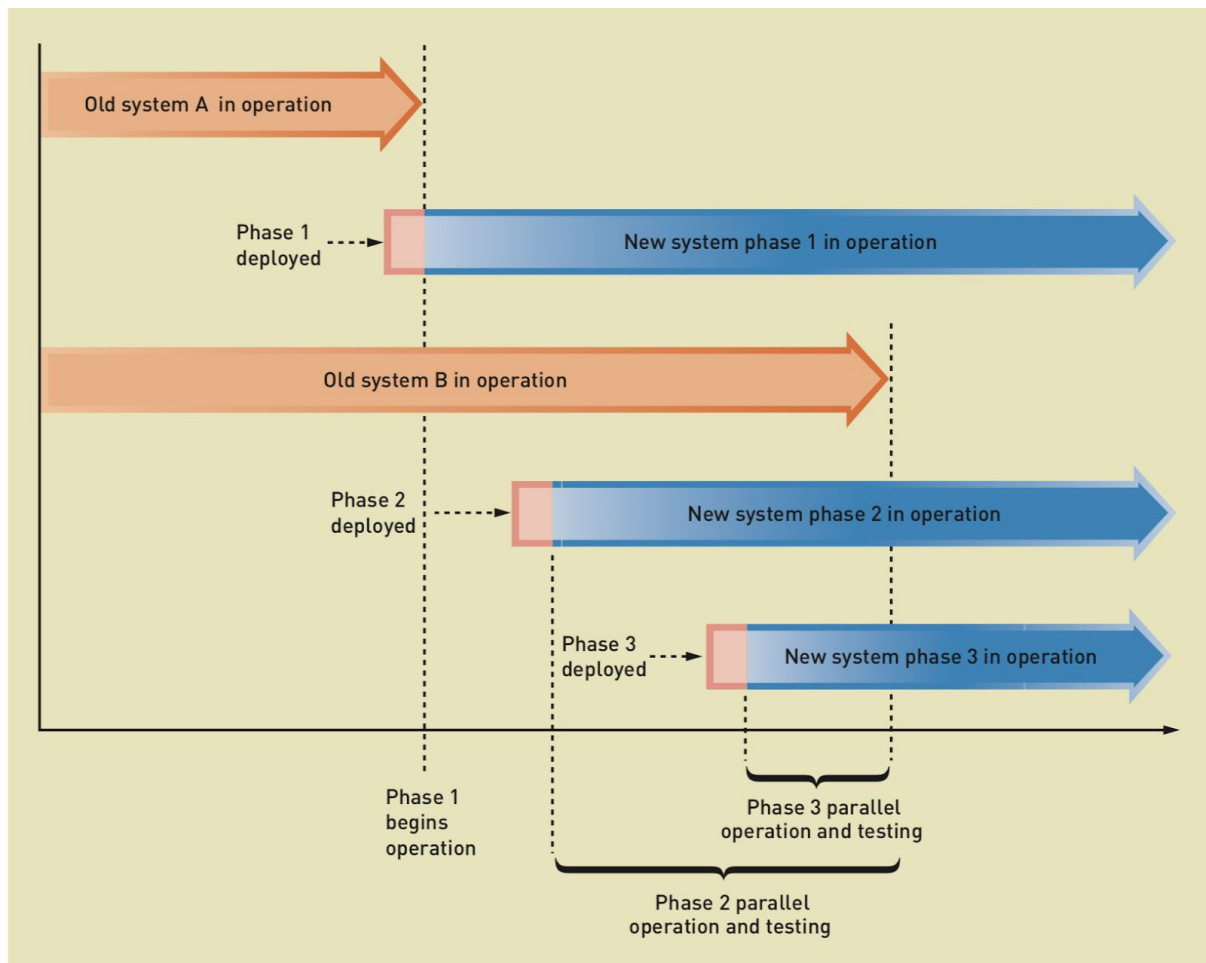 Old system A in operation
Phase 1
deployed
New system phase 1 in operation
Old system B in operation
Phase 2
deployed
New system phase 2 in operation
Phase 3
deployed
New system phase 3 in operation
Phase 1
begins
operation
Phase 3 parallel
operation and testing
Phase 2 parallel
operation and testing